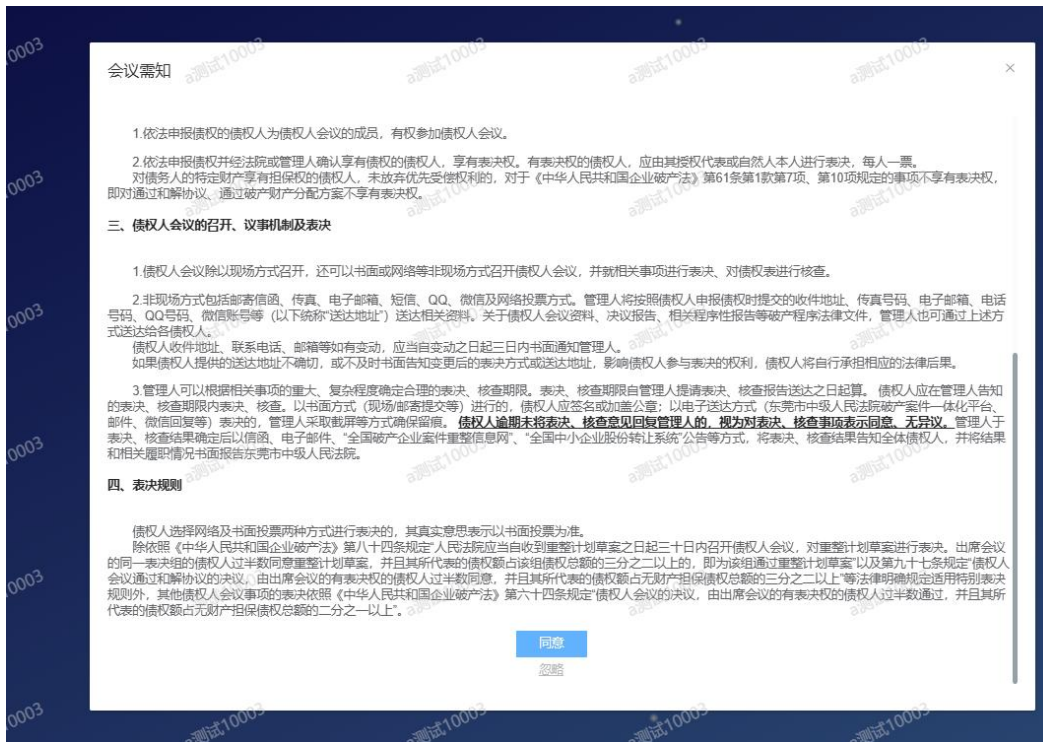 会议需知
×
1.依法申报债权的债权人为债权人会议的成员，有权参加债权人会议。
2.依法申报债权并经法院或管理人确认享有债权的债权人，享有表决权。有表决权的债权人，应由其授权代表或自然人本人进行表决，每人一票。
对债务人的特定财产享有担保权的债权人，未放弃优先受偿权利的，对于《中华人民共和国企业破产法》第61条第1款第7项、第10项规定的事项不享有表决权，
即对通过和解协议、通过破产财产分配方案不享有表决权。
三、债权人会议的召开、议事机制及表决
1.债权人会议除以现场方式召开，还可以书面或网络等非现场方式召开债权人会议，并就相关事项进行表决、对债权表进行核查。
2.非现场方式包括邮寄信函、传真、电子邮箱、短信、QQ、微信及网络投票方式。管理人将按照债权人申报债权时提交的收件地址、传真号码、电子邮箱、电话
号码、QQ号码、微信账号等（以下统称“送达地址”）送达相关资料。关于债权人会议资料、决议报告、相关程序性报告等破产程序法律文件，管理人也可通过上述方
式送达给各债权人。
债权人收件地址、联系电话、邮箱等如有变动，应当自变动之日起三日内书面通知管理人。
如果债权人提供的送达地址不确切，或不及时书面告知变更后的表决方式或送达地址，影响债权人参与表决的权利，债权人将自行承担相应的法律后果。
3.管理人可以根据相关事项的重大、复杂程度确定合理的表决、核查期限。表决、核查期限自管理人提请表决、核查报告送达之日起算。 债权人应在管理人告知
的表决、核查期限内表决、核查。以书面方式（现场/邮寄提交等）进行的，债权人应签名或加盖公章；以电子送达方式（东莞市中级人民法院破产案件一体化平台、
邮件、微信回复等）表决的，管理人采取截屏等方式确保留痕。债权人逾期未将表决、核查意见回复管理人的，视为对表决、核查事项表示同意、无异议。管理人于
表决、核查结果确定后以信函、电子邮件、“全国破产企业案件重整信息网”、“全国中小企业股份转让系统”公告等方式，将表决、核查结果告知全体债权人，并将结果
和相关履职情况书面报告东莞市中级人民法院。
四、表决规则
债权人选择网络及书面投票两种方式进行表决的，其真实意思表示以书面投票为准。
除依照《中华人民共和国企业破产法》第八十四条规定“人民法院应当自收到重整计划草案之日起三十日内召开债权人会议，对重整计划草案进行表决。出席会议
的同一表决组的债权人过半数同意重整计划草案，并且其所代表的债权额占该组债权总额的三分之二以上的，即为该组通过重整计划草案”以及第九十七条规定“债权人
会议通过和解协议的决议，由出席会议的有表决权的债权人过半数同意，并且其所代表的债权额占无财产担保债权总额的三分之二以上”等法律明确规定适用特别表决
规则外，其他债权人会议事项的表决依照《中华人民共和国企业破产法》第六十四条规定“债权人会议的决议，由出席会议的有表决权的债权人过半数通过，并且其所
代表的债权额占无财产担保债权总额的二分之一以上”。
同意
忽略
a测试10003